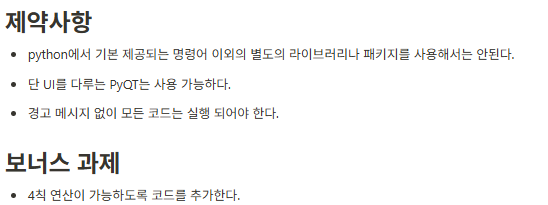 제약사항
python에서 기본 제공되는 명령어 이외의 별도의 라이브러리나 패키지를 사용해서는 안된다.
단 UI를 다루는 PyQT는 사용 가능하다.
경고 메시지 없이 모든 코드는 실행 되어야 한다.
보너스 과제
4칙 연산이 가능하도록 코드를 추가한다.